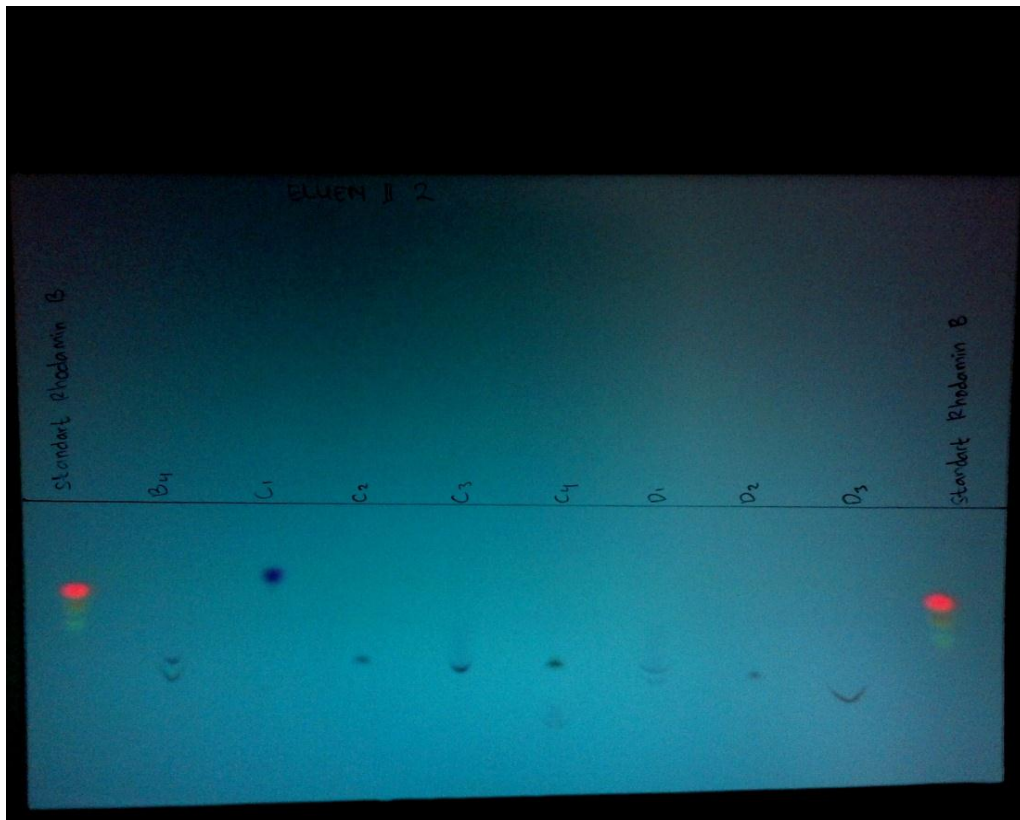 ELUEN II 2
Standart Rhodamin B
B4
C1
C2
C3
C4
D1
D2
D3
Standart Rhodamin B